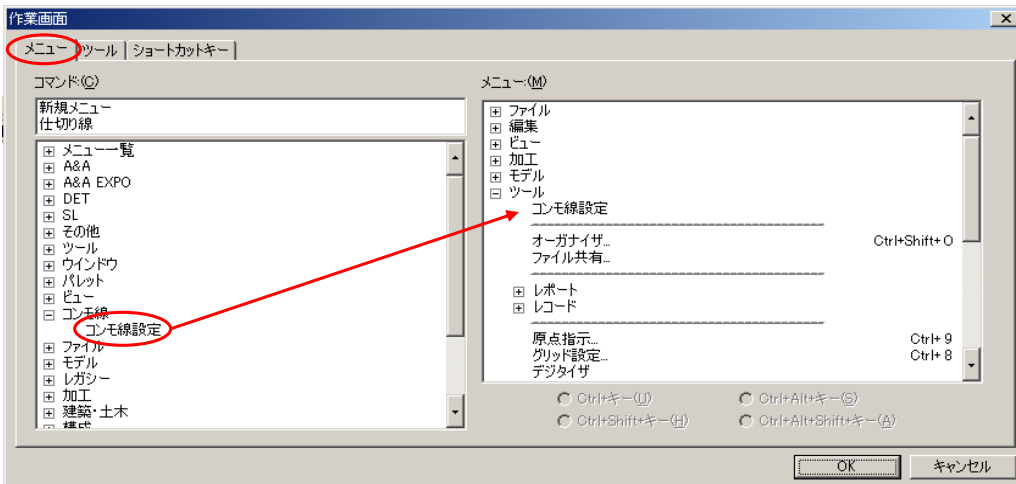 作業画面
メニュー ツール ショートカットキー
コマンド:(C)
新規メニュー
仕切り線
メニュー一覧
A&A
A&A EXPO
DET
SL
その他
ツール
ウインドウ
パレット
ビュー
コンモ線
コンモ線設定
ファイル
モデル
レガシー
加工
建築・土木
構成
メニュー:(M)
ファイル
編集
ビュー
加工
モデル
ツール
コンモ線設定
オーガナイザ... Ctrl+Shift+O
ファイル共有...
レポート
レコード
原点指示... Ctrl+9
グリッド設定... Ctrl+8
デジタイザ
Ctrl+キー(U) Ctrl+Alt+キー(S)
Ctrl+Shift+キー(H) Ctrl+Alt+Shift+キー(A)
OK キャンセル